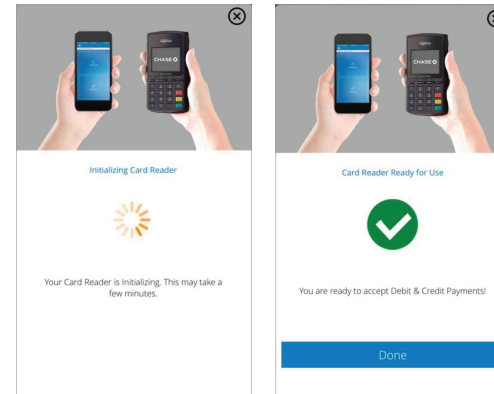 CHASE
Initializing Card Reader
Your Card Reader is Initializing. This may take a
few minutes.
CHASE
Card Reader Ready for Use
You are ready to accept Debit & Credit Payments!
Done